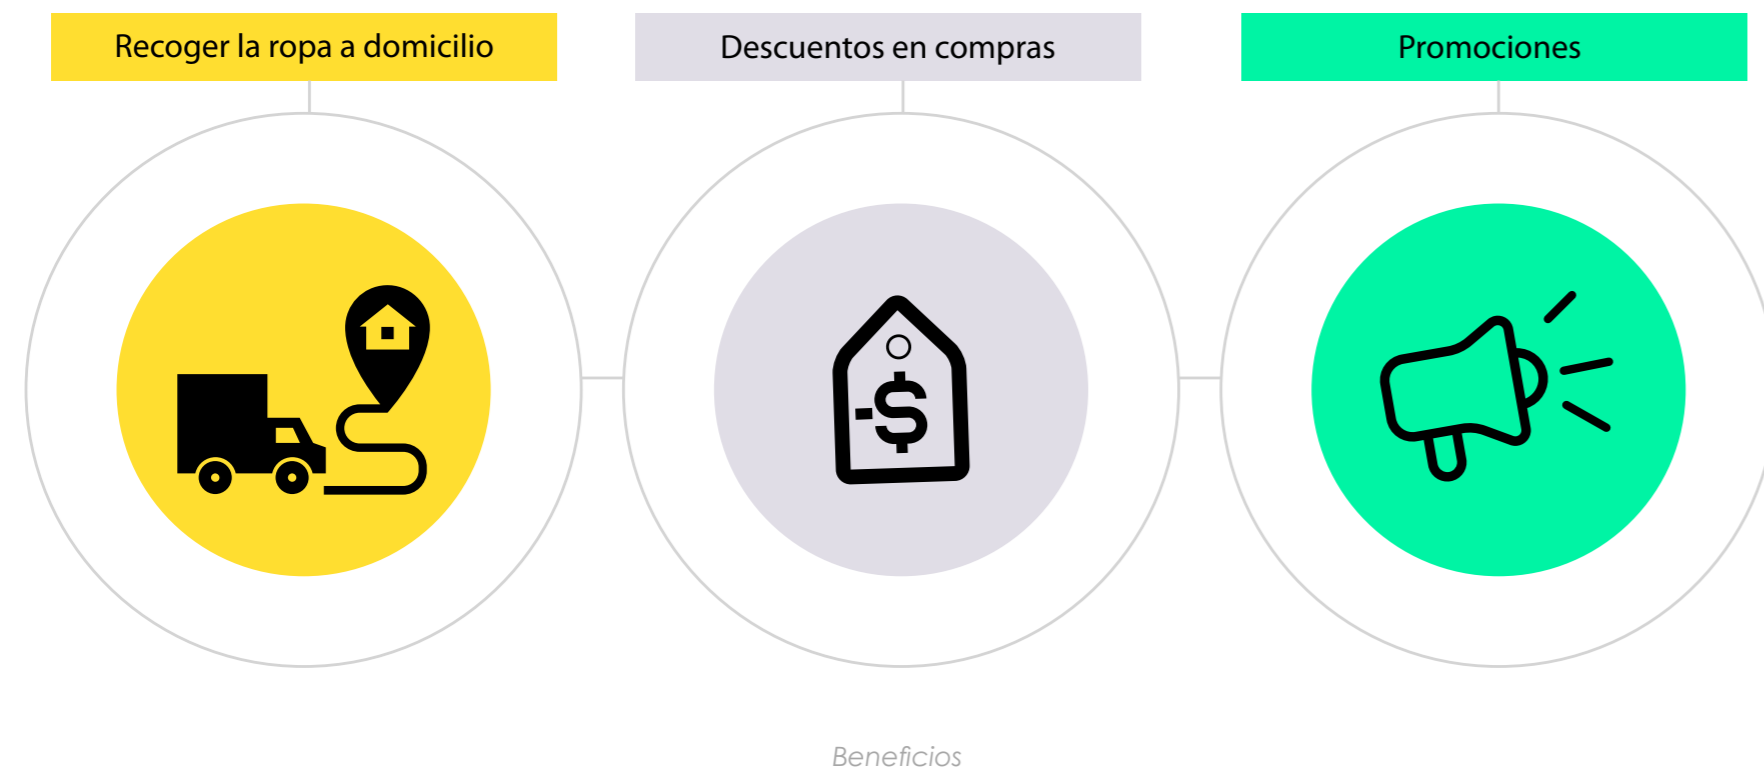 Recoger la ropa a domicilio
Descuentos en compras
Promociones
-$
Beneficios